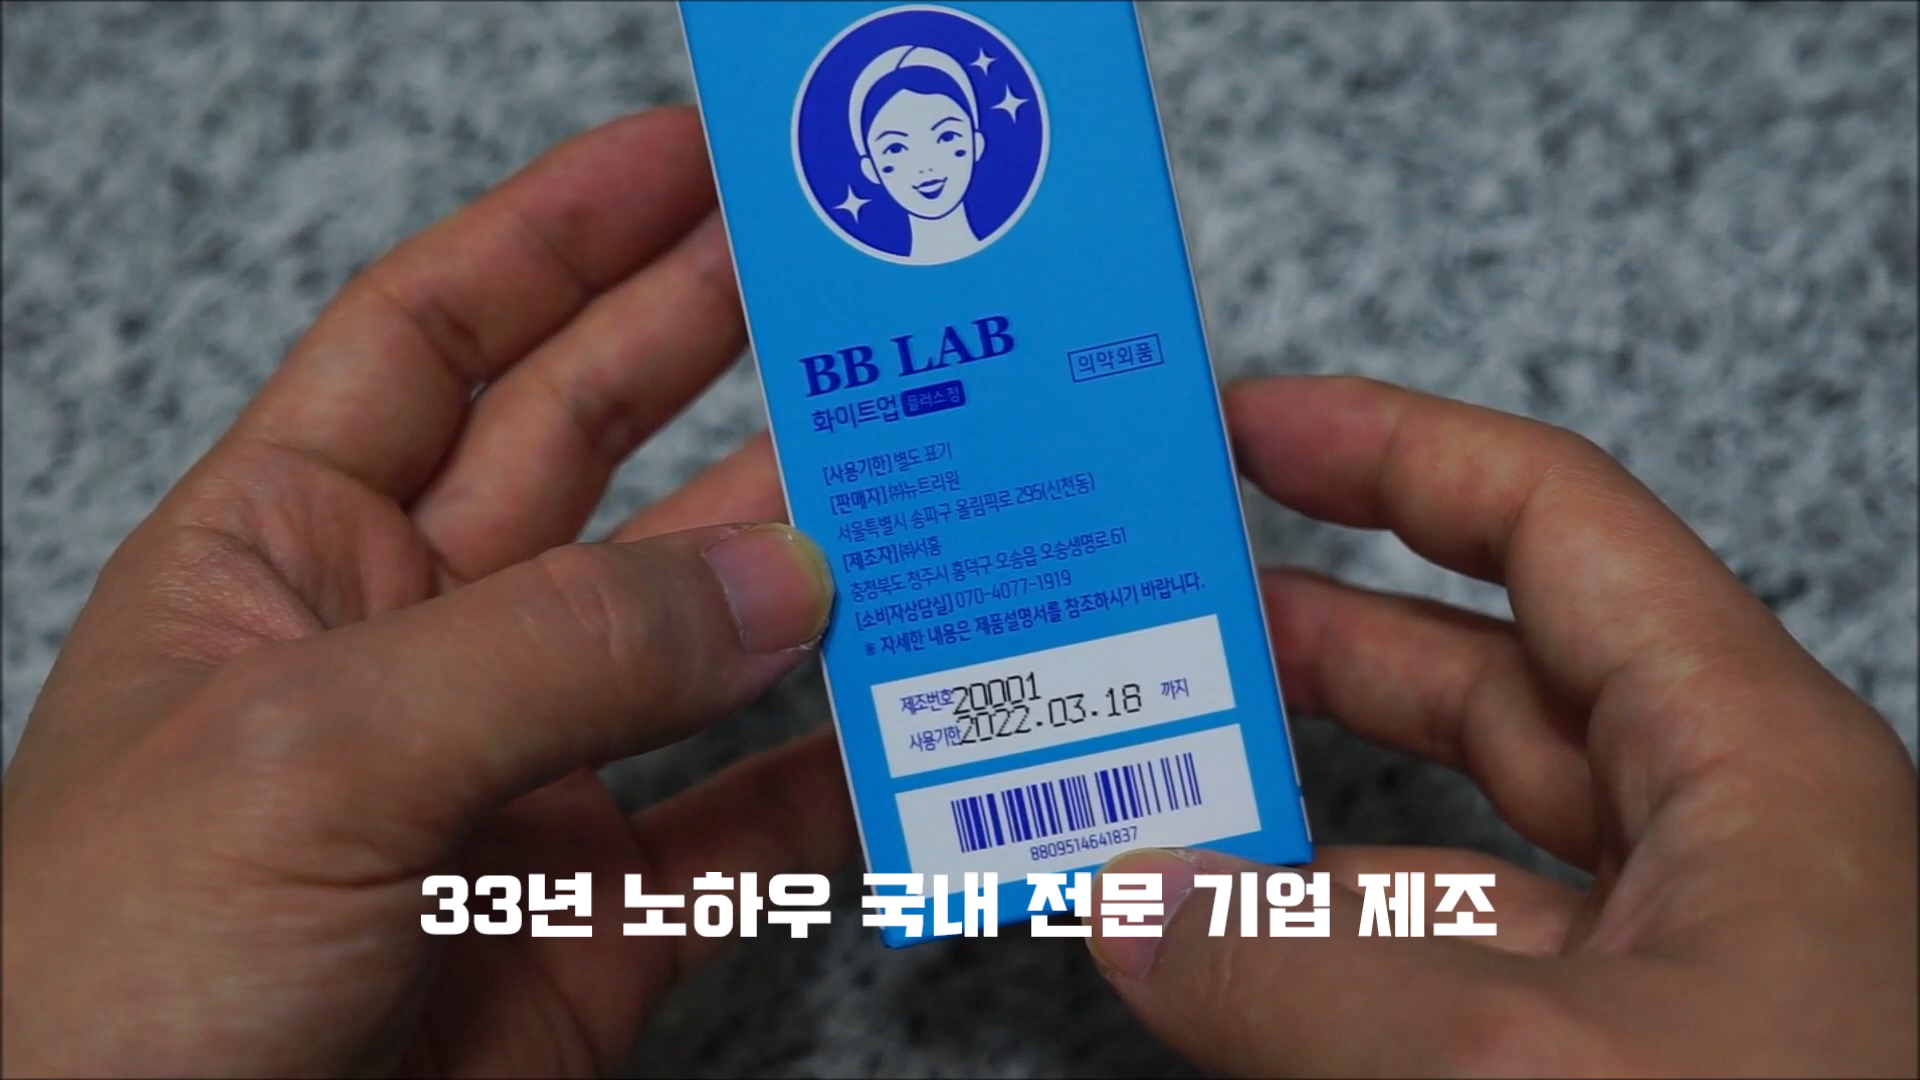 BB LAB
의약외품
화이트업 플러스정
[사용기한] 별도 표기
[판매자] ㈜뉴트리원
서울특별시 송파구 올림픽로 295(신천동)
[제조자] ㈜서흥
충청북도 청주시 흥덕구 오송읍 오송생명로 61
[소비자상담실] 070-4077-1919
※ 자세한 내용은 제품설명서를 참조하시기 바랍니다.
제조번호 20001
사용기한 2022.03.18 까지
8809514641837
33년 노하우 국내 전문 기업 제조